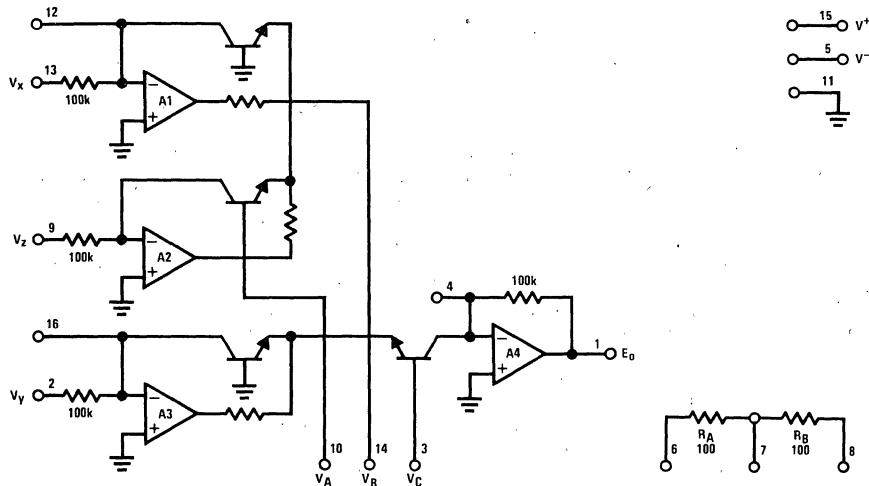 12
15 V+
5 V−
11
13
Vx
100k
−
A1
+
9
Vz
100k
−
A2
+
4
100k
16
−
A4
+
1
Eo
2
Vy
100k
−
A3
+
RA
100
RB
100
10
14
3
6
7
8
VA
VB
VC